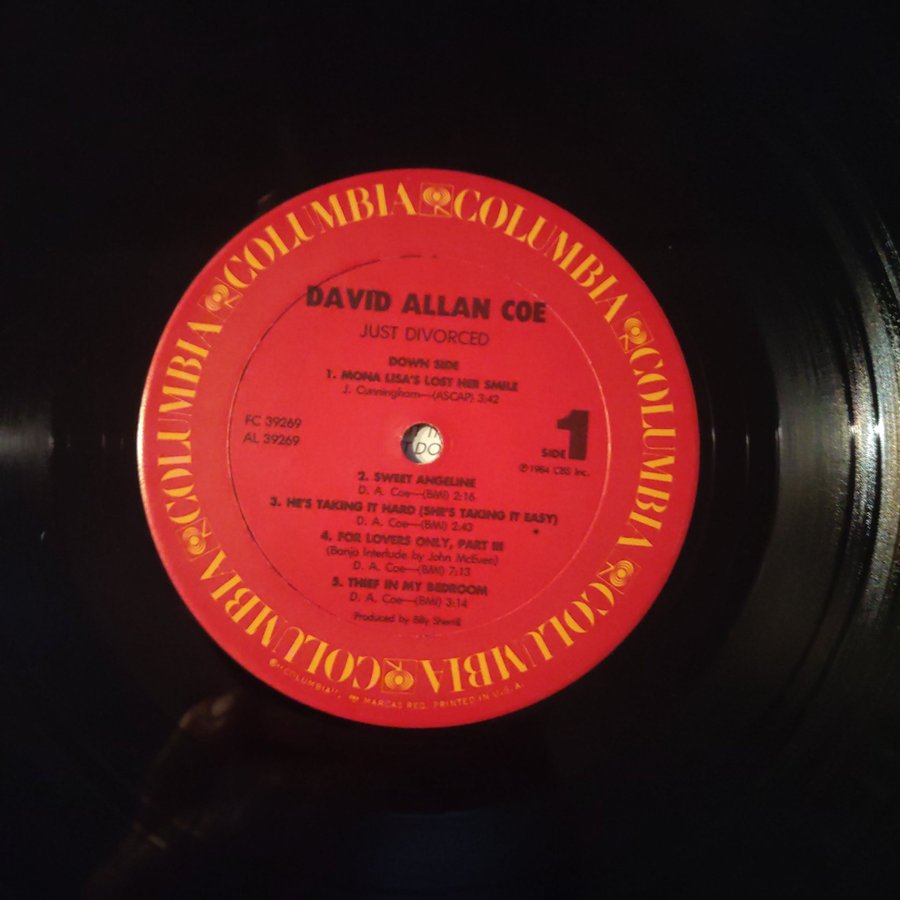 COLUMBIA COLUMBIA COLUMBIA COLUMBIA COLUMBIA COLUMBIA COLUMBIA
DAVID ALLAN COE
JUST DIVORCED
DOWN SIDE
1. MONA LISA'S LOST HER SMILE
J. Cunningham—(ASCAP) 3:42
FC 39269
AL 39269
SIDE 1
℗1984 CBS Inc.
2. SWEET ANGELINE
D. A. Coe—(BMI) 2:16
3. HE'S TAKING IT HARD (SHE'S TAKING IT EASY)
D. A. Coe—(BMI) 2:43
4. FOR LOVERS ONLY, PART III
(Banjo Interlude by John McEuen)
D. A. Coe—(BMI) 7:13
5. THIEF IN MY BEDROOM
D. A. Coe—(BMI) 3:14
Produced by Billy Sherrill
"COLUMBIA", MARCAS REG. PRINTED IN U.S.A.